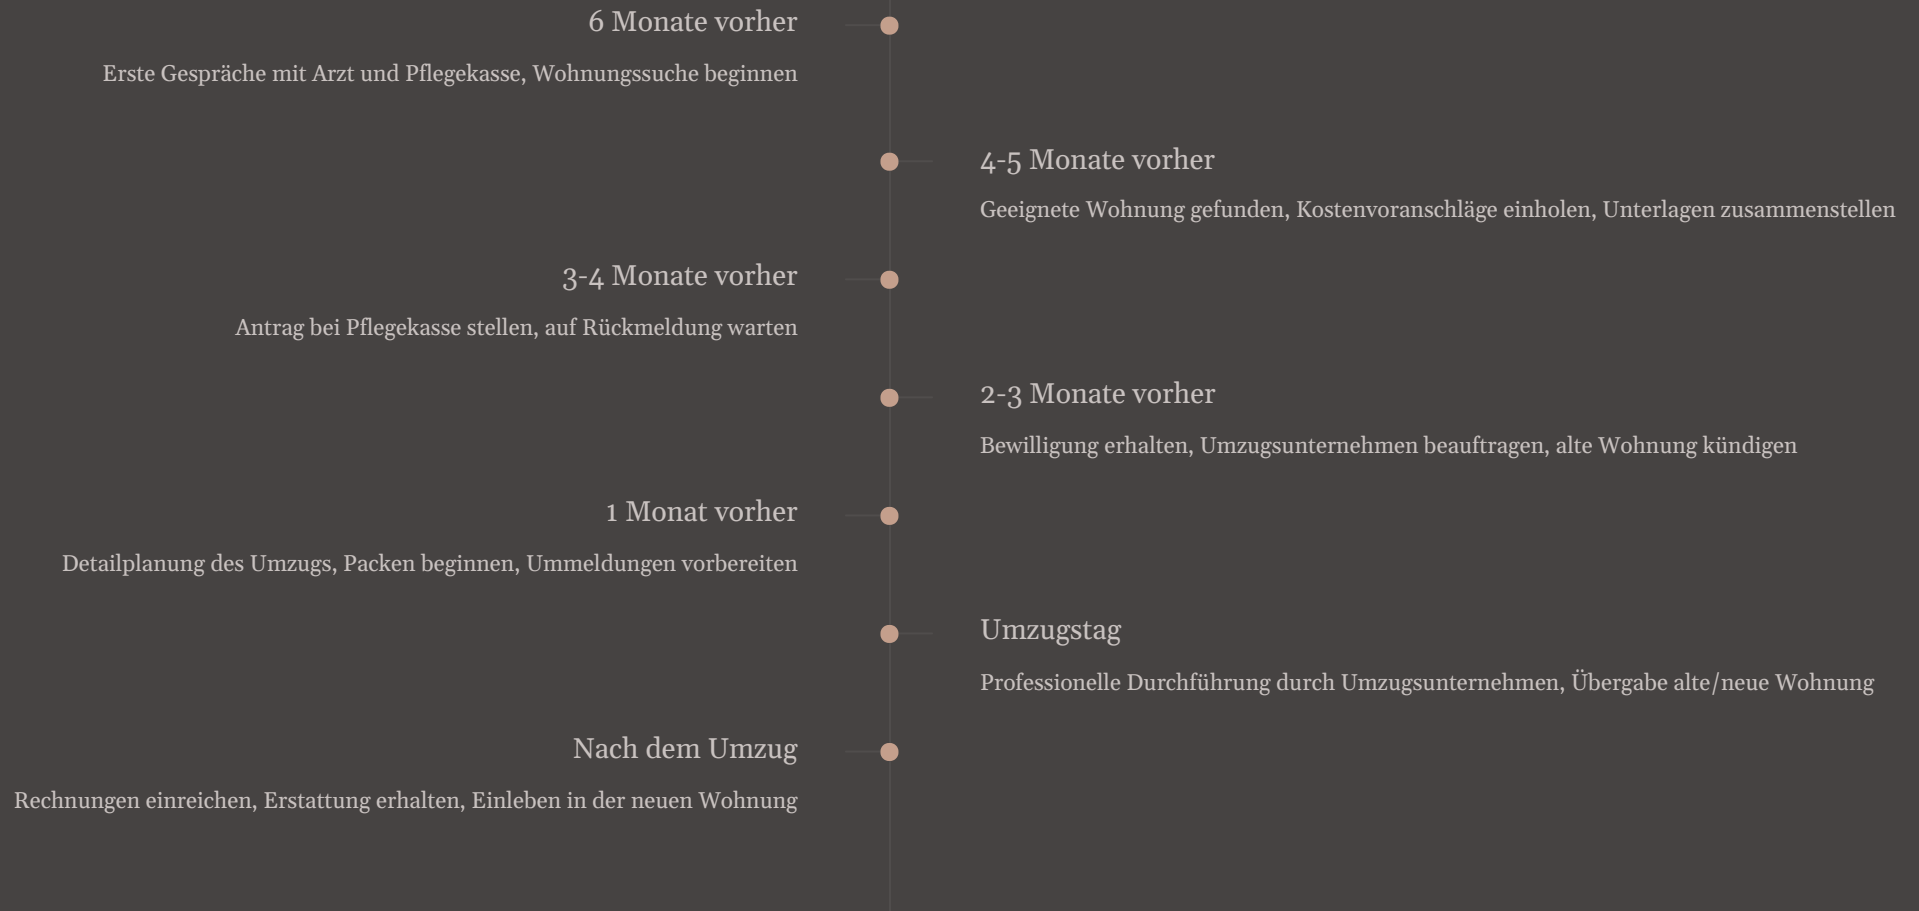 6 Monate vorher
Erste Gespräche mit Arzt und Pflegekasse, Wohnungssuche beginnen
4-5 Monate vorher
Geeignete Wohnung gefunden, Kostenvoranschläge einholen, Unterlagen zusammenstellen
3-4 Monate vorher
Antrag bei Pflegekasse stellen, auf Rückmeldung warten
2-3 Monate vorher
Bewilligung erhalten, Umzugsunternehmen beauftragen, alte Wohnung kündigen
1 Monat vorher
Detailplanung des Umzugs, Packen beginnen, Ummeldungen vorbereiten
Umzugstag
Professionelle Durchführung durch Umzugsunternehmen, Übergabe alte/neue Wohnung
Nach dem Umzug
Rechnungen einreichen, Erstattung erhalten, Einleben in der neuen Wohnung